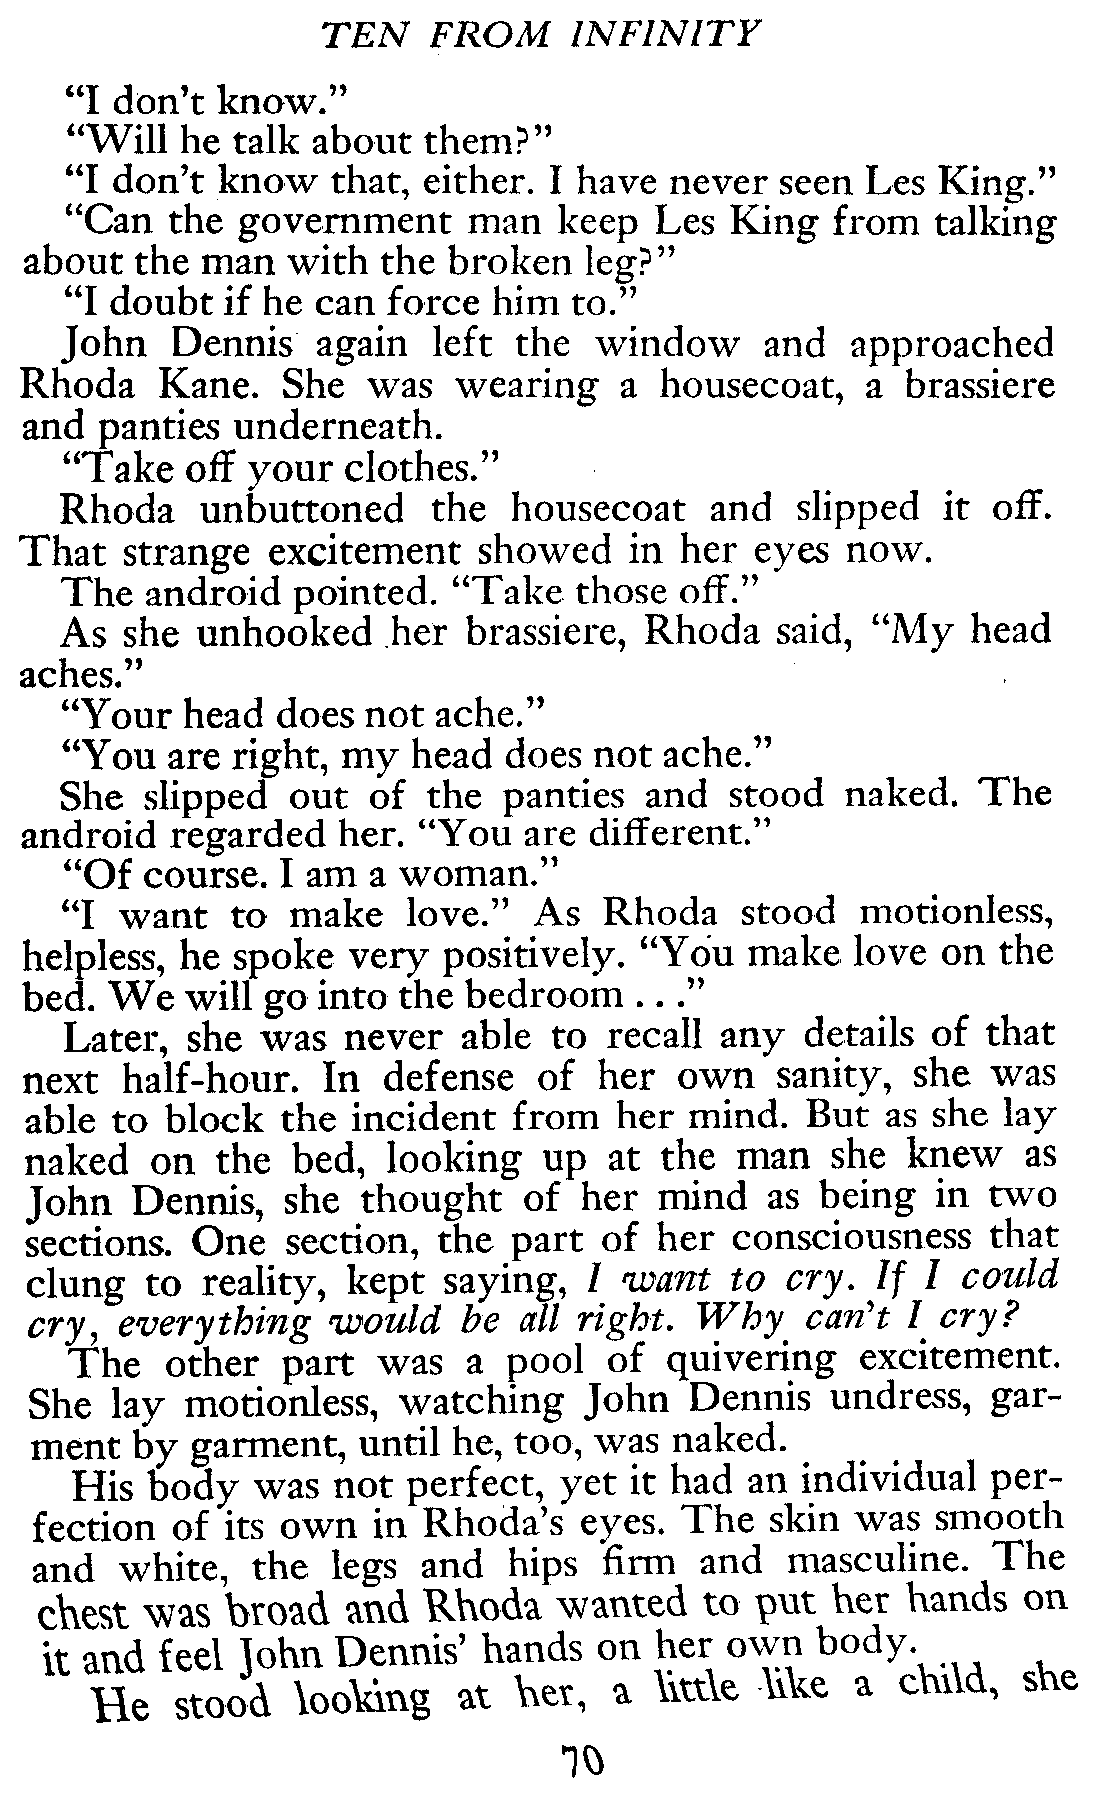 TEN FROM INFINITY
“I don't know.”
“Will he talk about them?”
“I don't know that, either. I have never seen Les King.”
“Can the government man keep Les King from talking
about the man with the broken leg?”
“I doubt if he can force him to.”
John Dennis again left the window and approached
Rhoda Kane. She was wearing a housecoat, a brassiere
and panties underneath.
“Take off your clothes.”
Rhoda unbuttoned the housecoat and slipped it off.
That strange excitement showed in her eyes now.
The android pointed. “Take those off.”
As she unhooked her brassiere, Rhoda said, “My head
aches.”
“Your head does not ache.”
“You are right, my head does not ache.”
She slipped out of the panties and stood naked. The
android regarded her. “You are different.”
“Of course. I am a woman.”
“I want to make love.” As Rhoda stood motionless,
helpless, he spoke very positively. “You make love on the
bed. We will go into the bedroom . . .”
Later, she was never able to recall any details of that
next half-hour. In defense of her own sanity, she was
able to block the incident from her mind. But as she lay
naked on the bed, looking up at the man she knew as
John Dennis, she thought of her mind as being in two
sections. One section, the part of her consciousness that
clung to reality, kept saying, I want to cry. If I could
cry, everything would be all right. Why can't I cry?
The other part was a pool of quivering excitement.
She lay motionless, watching John Dennis undress, gar-
ment by garment, until he, too, was naked.
His body was not perfect, yet it had an individual per-
fection of its own in Rhoda's eyes. The skin was smooth
and white, the legs and hips firm and masculine. The
chest was broad and Rhoda wanted to put her hands on
it and feel John Dennis' hands on her own body.
He stood looking at her, a little like a child, she
70